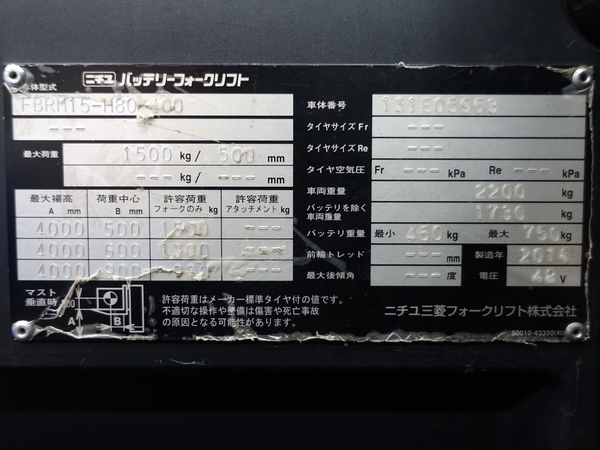 ニチユ バッテリーフォークリフト
車体型式
FBRM15-H80-400
---
最大荷重 1500 kg/ 500 mm
--- kg/ --- mm
最大揚高 A mm 荷重中心 B mm 許容荷重 フォークのみ kg 許容荷重 アタッチメント kg
4000 500 ---
4000 600 ---
4000 ---
マスト
垂直時
A
B
許容荷重はメーカー標準タイヤ付の値です。
不適切な操作や整備は傷害や死亡事故
の原因となる可能性があります。
車体番号
タイヤサイズ Fr ---
タイヤサイズ Re ---
タイヤ空気圧 Fr --- kPa Re --- kPa
車両重量 2200 kg
バッテリを除く
車両重量 1730 kg
バッテリ重量 最小 450 kg 最大 750 kg
前輪トレッド --- mm 製造年
最大後傾角 --- 度 電圧 48 V
ニチユ三菱フォークリフト株式会社